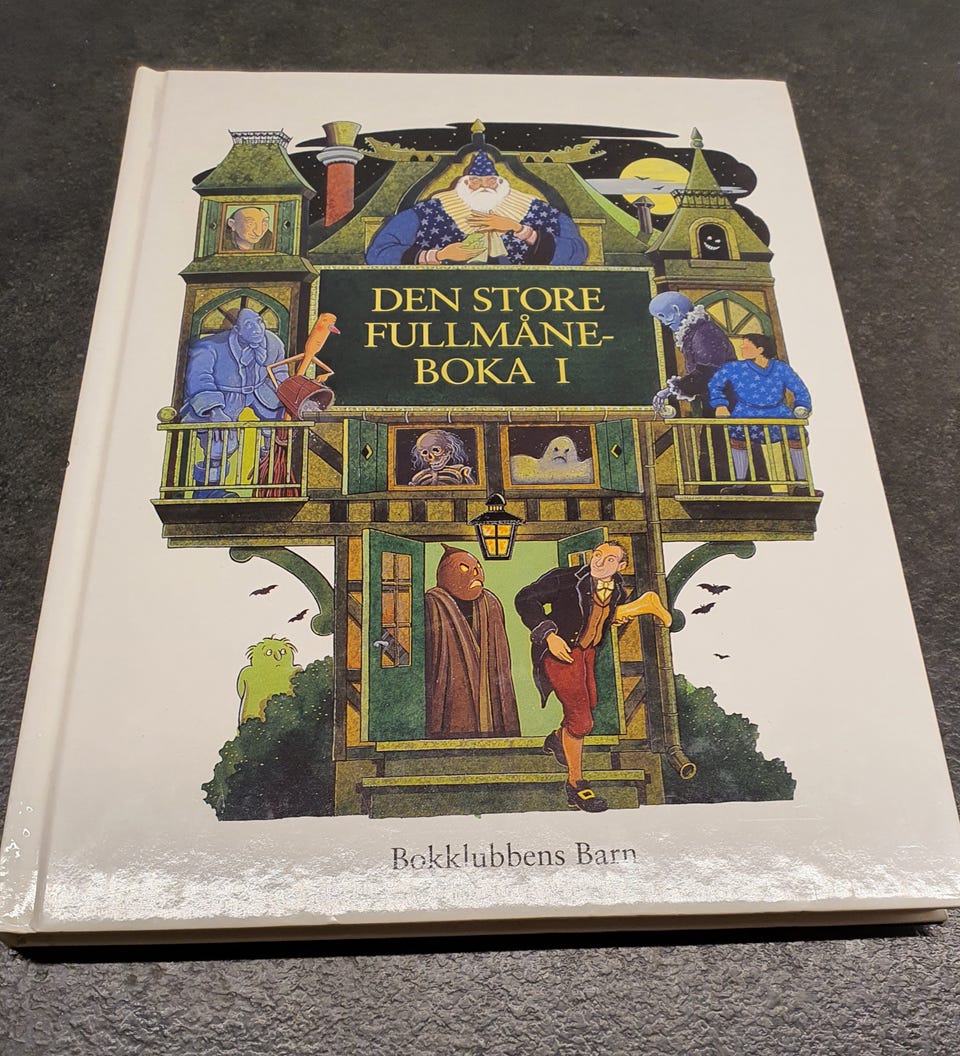 DEN STORE
FULLMÅNE-
BOKA I
Bokklubbens Barn